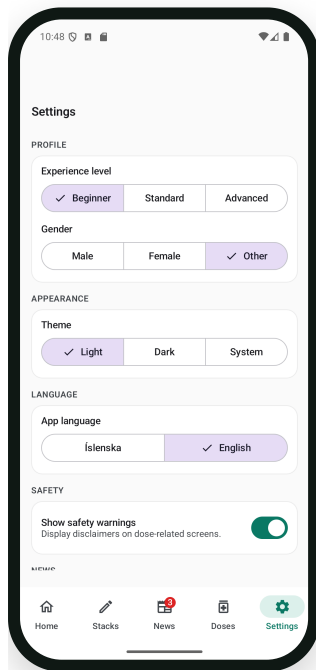 10:48
Settings
PROFILE
Experience level
Beginner Standard Advanced
Gender
Male Female Other
APPEARANCE
Theme
Light Dark System
LANGUAGE
App language
Íslenska English
SAFETY
Show safety warnings
Display disclaimers on dose-related screens.
NEWS
3
Home Stacks News Doses Settings